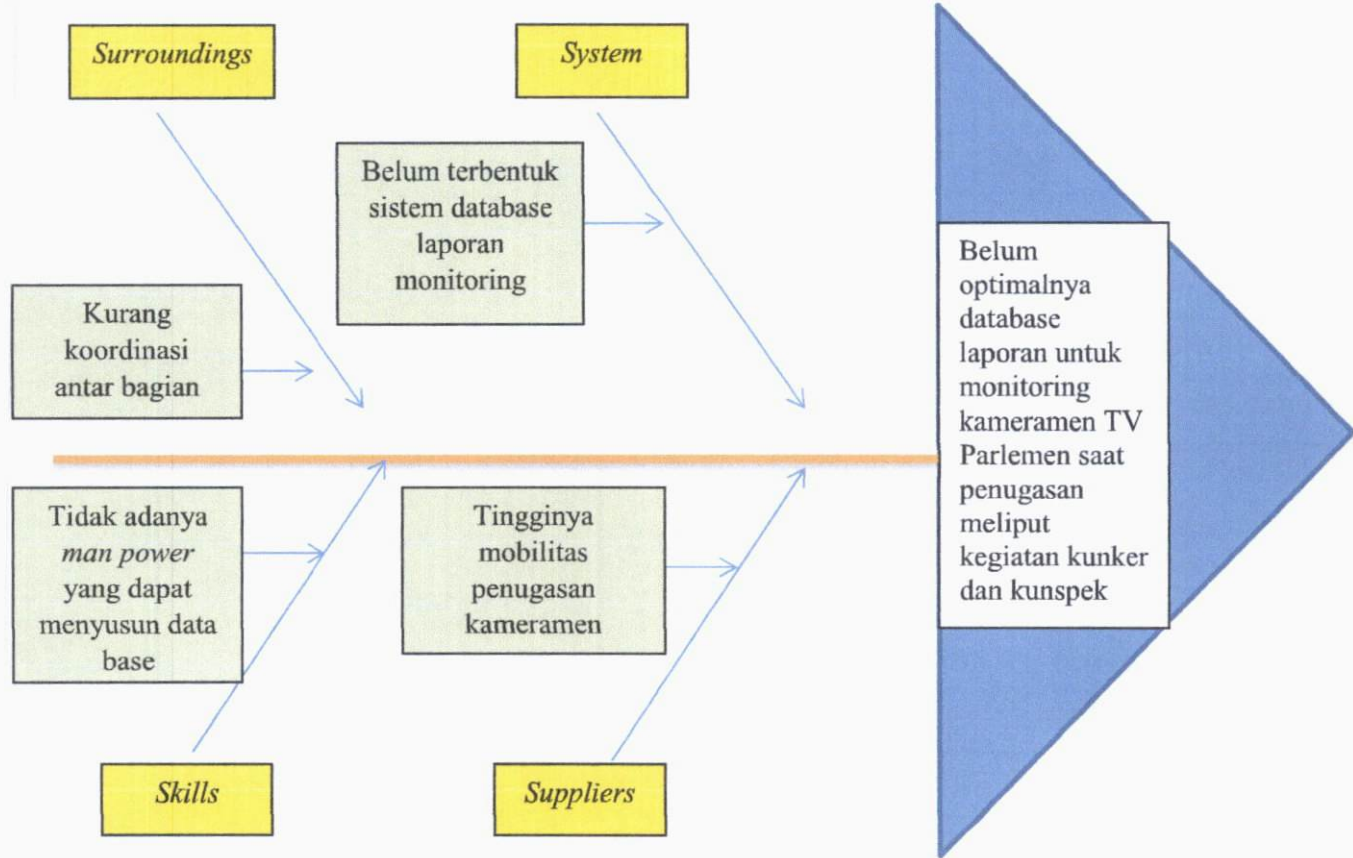 Surroundings
System
Belum terbentuk
sistem database
laporan
monitoring
Kurang
koordinasi
antar bagian
Tidak adanya
man power
yang dapat
menyusun data
base
Tingginya
mobilitas
penugasan
kameramen
Skills
Suppliers
Belum
optimalnya
database
laporan untuk
monitoring
kameramen TV
Parlemen saat
penugasan
meliput
kegiatan kunker
dan kunspek